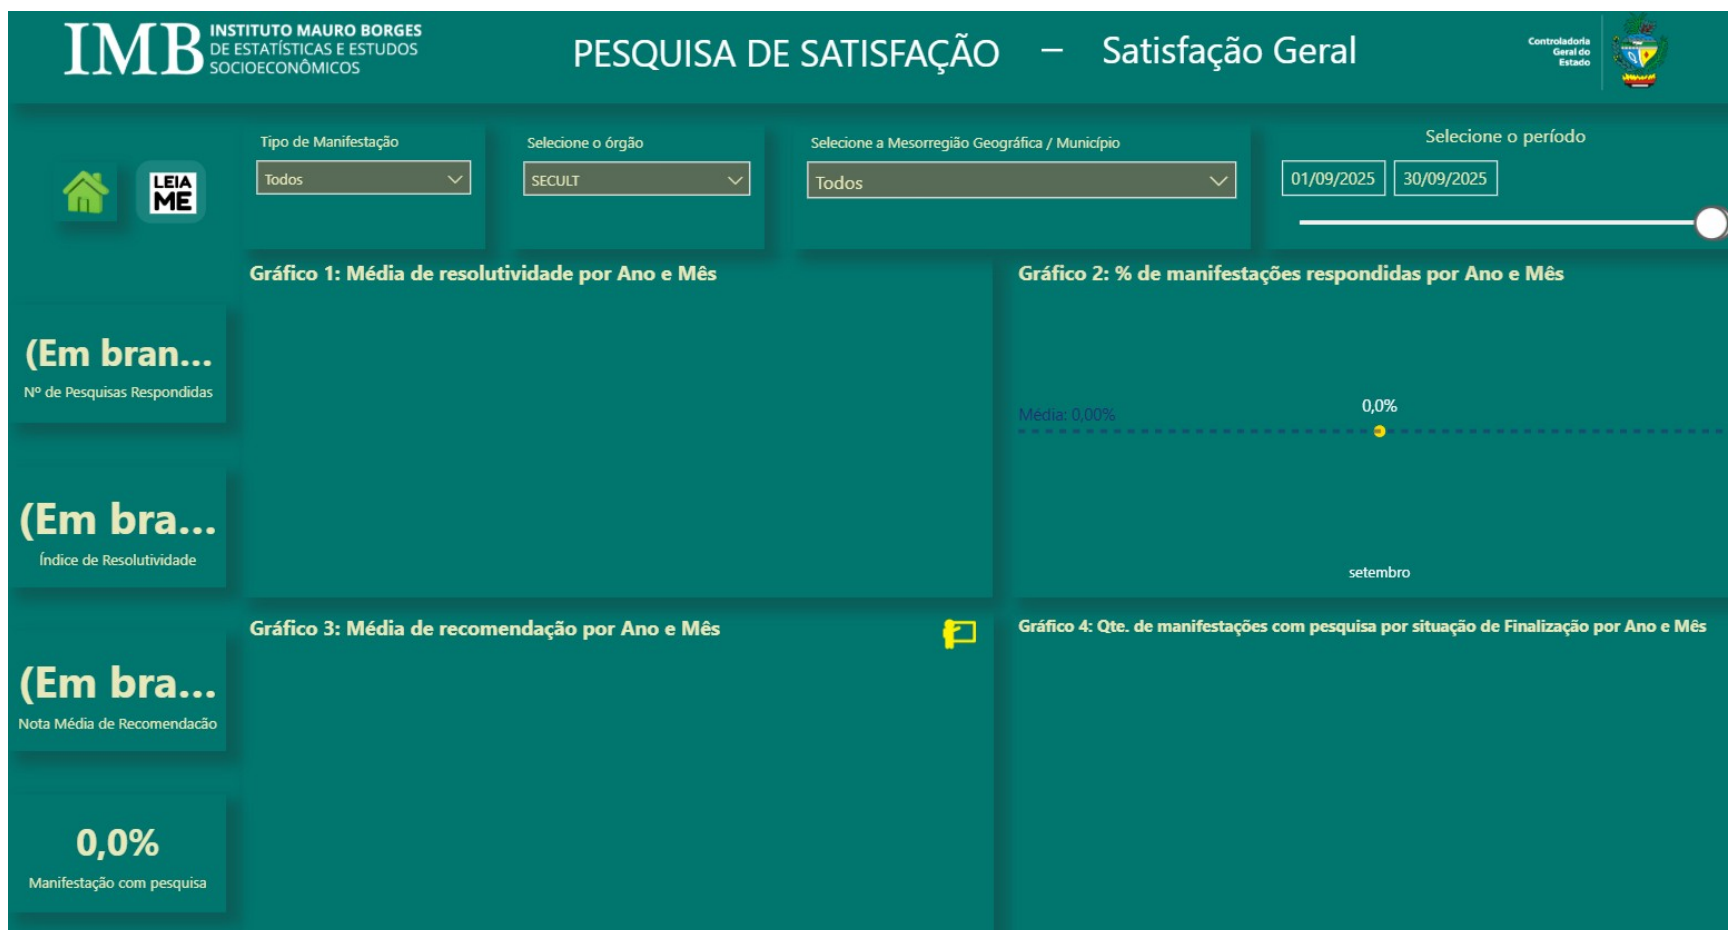 IMB INSTITUTO MAURO BORGES
DE ESTATÍSTICAS E ESTUDOS
SOCIOECONÔMICOS
PESQUISA DE SATISFAÇÃO – Satisfação Geral
Controladoria
Geral do
Estado
LEIA
ME
Tipo de Manifestação
Todos
Selecione o órgão
SECULT
Selecione a Mesorregião Geográfica / Município
Todos
Selecione o período
01/09/2025 30/09/2025
(Em bran...
Nº de Pesquisas Respondidas
(Em bra...
Índice de Resolutividade
(Em bra...
Nota Média de Recomendacão
0,0%
Manifestação com pesquisa
Gráfico 1: Média de resolutividade por Ano e Mês
Gráfico 2: % de manifestações respondidas por Ano e Mês
Média: 0,00%
0,0%
setembro
Gráfico 3: Média de recomendação por Ano e Mês
Gráfico 4: Qte. de manifestações com pesquisa por situação de Finalização por Ano e Mês